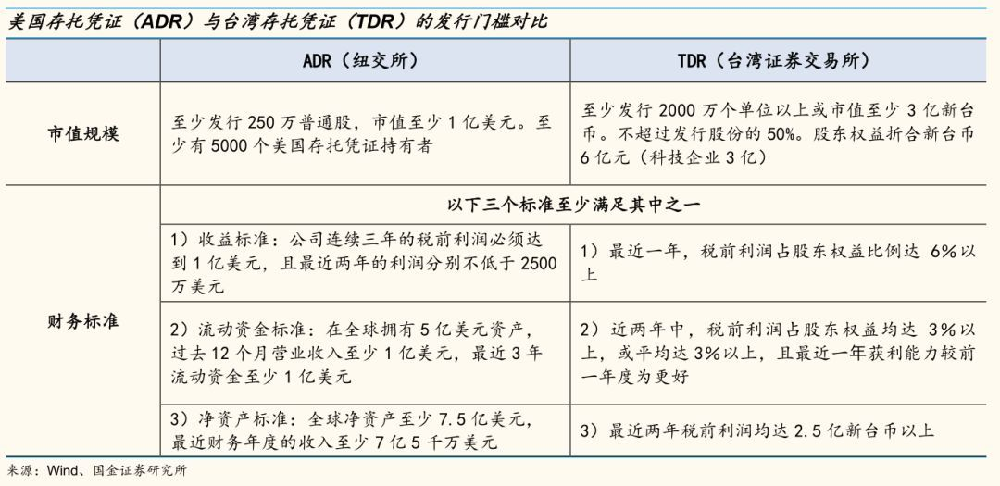 美国存托凭证（ADR）与台湾存托凭证（TDR）的发行门槛对比
ADR（纽交所）
TDR（台湾证券交易所）
市值规模
至少发行 250 万普通股，市值至少 1 亿美元。至
少有 5000 个美国存托凭证持有者
至少发行 2000 万个单位以上或市值至少 3 亿新台
币。不超过发行股份的 50%。股东权益折合新台币
6 亿元（科技企业 3 亿）
财务标准
以下三个标准至少满足其中之一
1）收益标准：公司连续三年的税前利润必须达
到 1 亿美元，且最近两年的利润分别不低于 2500
万美元
1）最近一年，税前利润占股东权益比例达 6%以
上
2）流动资金标准：在全球拥有 5 亿美元资产，
过去 12 个月营业收入至少 1 亿美元，最近 3 年
流动资金至少 1 亿美元
2）近两年中，税前利润占股东权益均达 3%以
上，或平均达 3%以上，且最近一年获利能力较前
一年度为更好
3）净资产标准：全球净资产至少 7.5 亿美元，
最近财务年度的收入至少 7 亿 5 千万美元
3）最近两年税前利润均达 2.5 亿新台币以上
来源：Wind、国金证券研究所